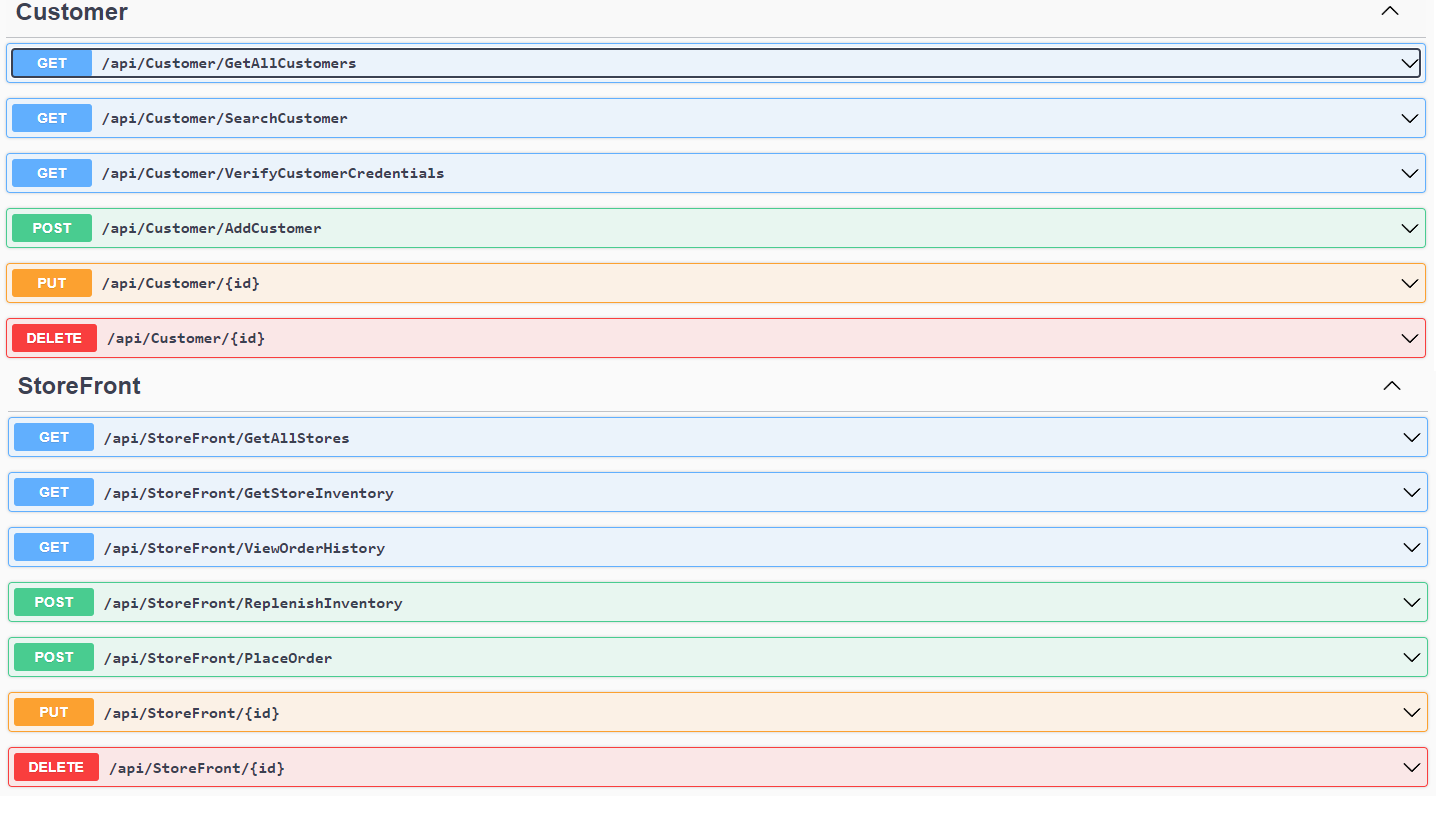 Customer
GET /api/Customer/GetAllCustomers
GET /api/Customer/SearchCustomer
GET /api/Customer/VerifyCustomerCredentials
POST /api/Customer/AddCustomer
PUT /api/Customer/{id}
DELETE /api/Customer/{id}
StoreFront
GET /api/StoreFront/GetAllStores
GET /api/StoreFront/GetStoreInventory
GET /api/StoreFront/ViewOrderHistory
POST /api/StoreFront/ReplenishInventory
POST /api/StoreFront/PlaceOrder
PUT /api/StoreFront/{id}
DELETE /api/StoreFront/{id}